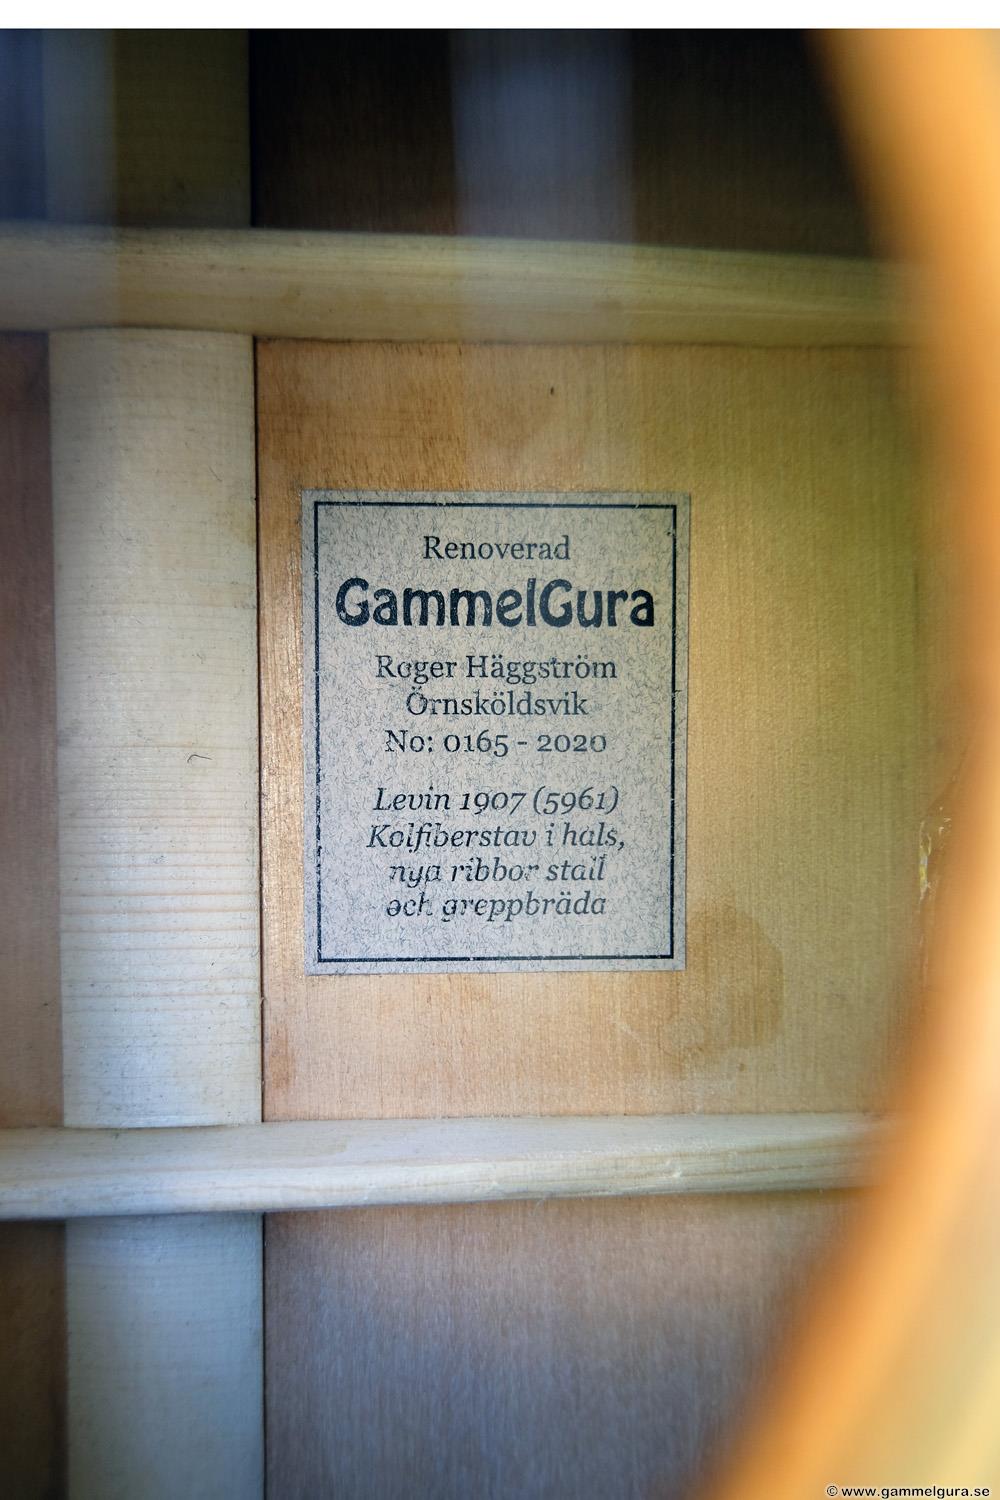 Renoverad
GammelGura
Roger Häggström
Örnsköldsvik
No: 0165 - 2020
Levin 1907 (5961)
Kolfiberstav i hals,
nya ribbor stall
och greppbräda
© www.gammelgura.se